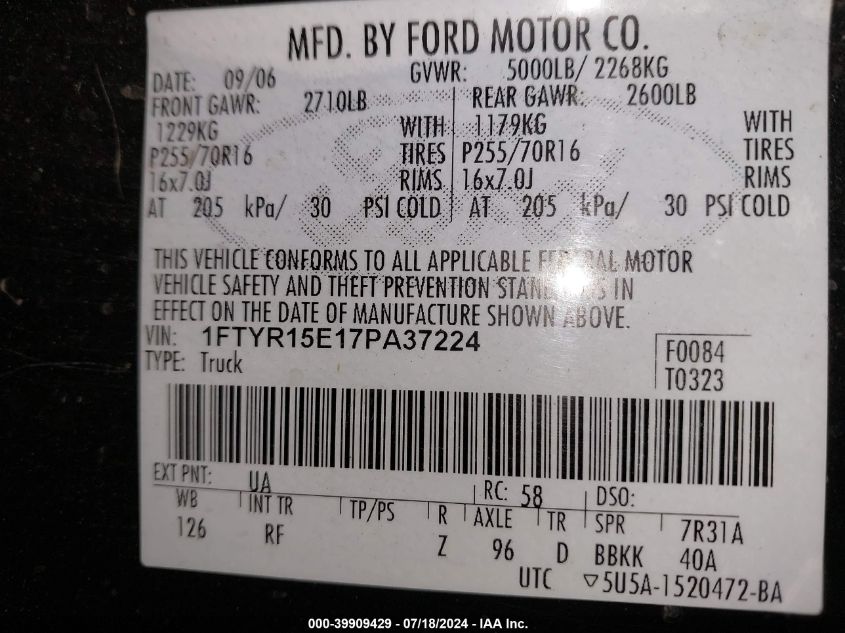 MFD. BY FORD MOTOR CO.
DATE: 09/06 GVWR: 5000LB/ 2268KG
FRONT GAWR: 2710LB REAR GAWR: 2600LB
1229KG WITH 1179KG WITH
P255/70R16 TIRES P255/70R16 TIRES
16x7.0J RIMS 16x7.0J RIMS
AT 205 kPa/ 30 PSI COLD AT 205 kPa/ 30 PSI COLD
THIS VEHICLE CONFORMS TO ALL APPLICABLE FEDERAL MOTOR
VEHICLE SAFETY AND THEFT PREVENTION STANDARDS IN
EFFECT ON THE DATE OF MANUFACTURE SHOWN ABOVE.
VIN: 1FTYR15E17PA37224 F0084
TYPE: Truck T0323
EXT PNT: UA RC: 58 DSO:
WB INT TR TP/PS R AXLE TR SPR 7R31A
126 RF Z 96 D BBKK 40A
UTC ▽5U5A-1520472-BA
000-39909429 - 07/18/2024 - IAA Inc.